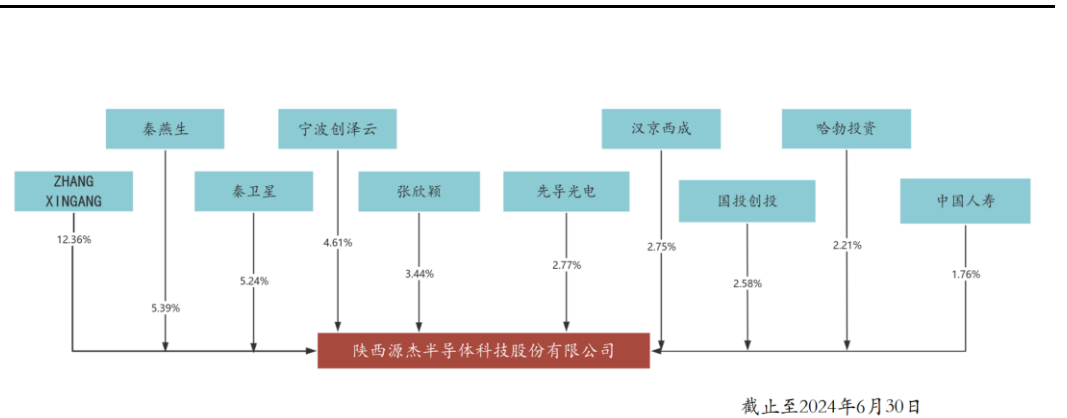 秦燕生
宁波创泽云
汉京西成
哈勃投资
ZHANG
XINGANG
秦卫星
张欣颖
先导光电
国投创投
中国人寿
12.36%
5.39%
5.24%
4.61%
3.44%
2.77%
2.75%
2.58%
2.21%
1.76%
陕西源杰半导体科技股份有限公司
截止至2024年6月30日